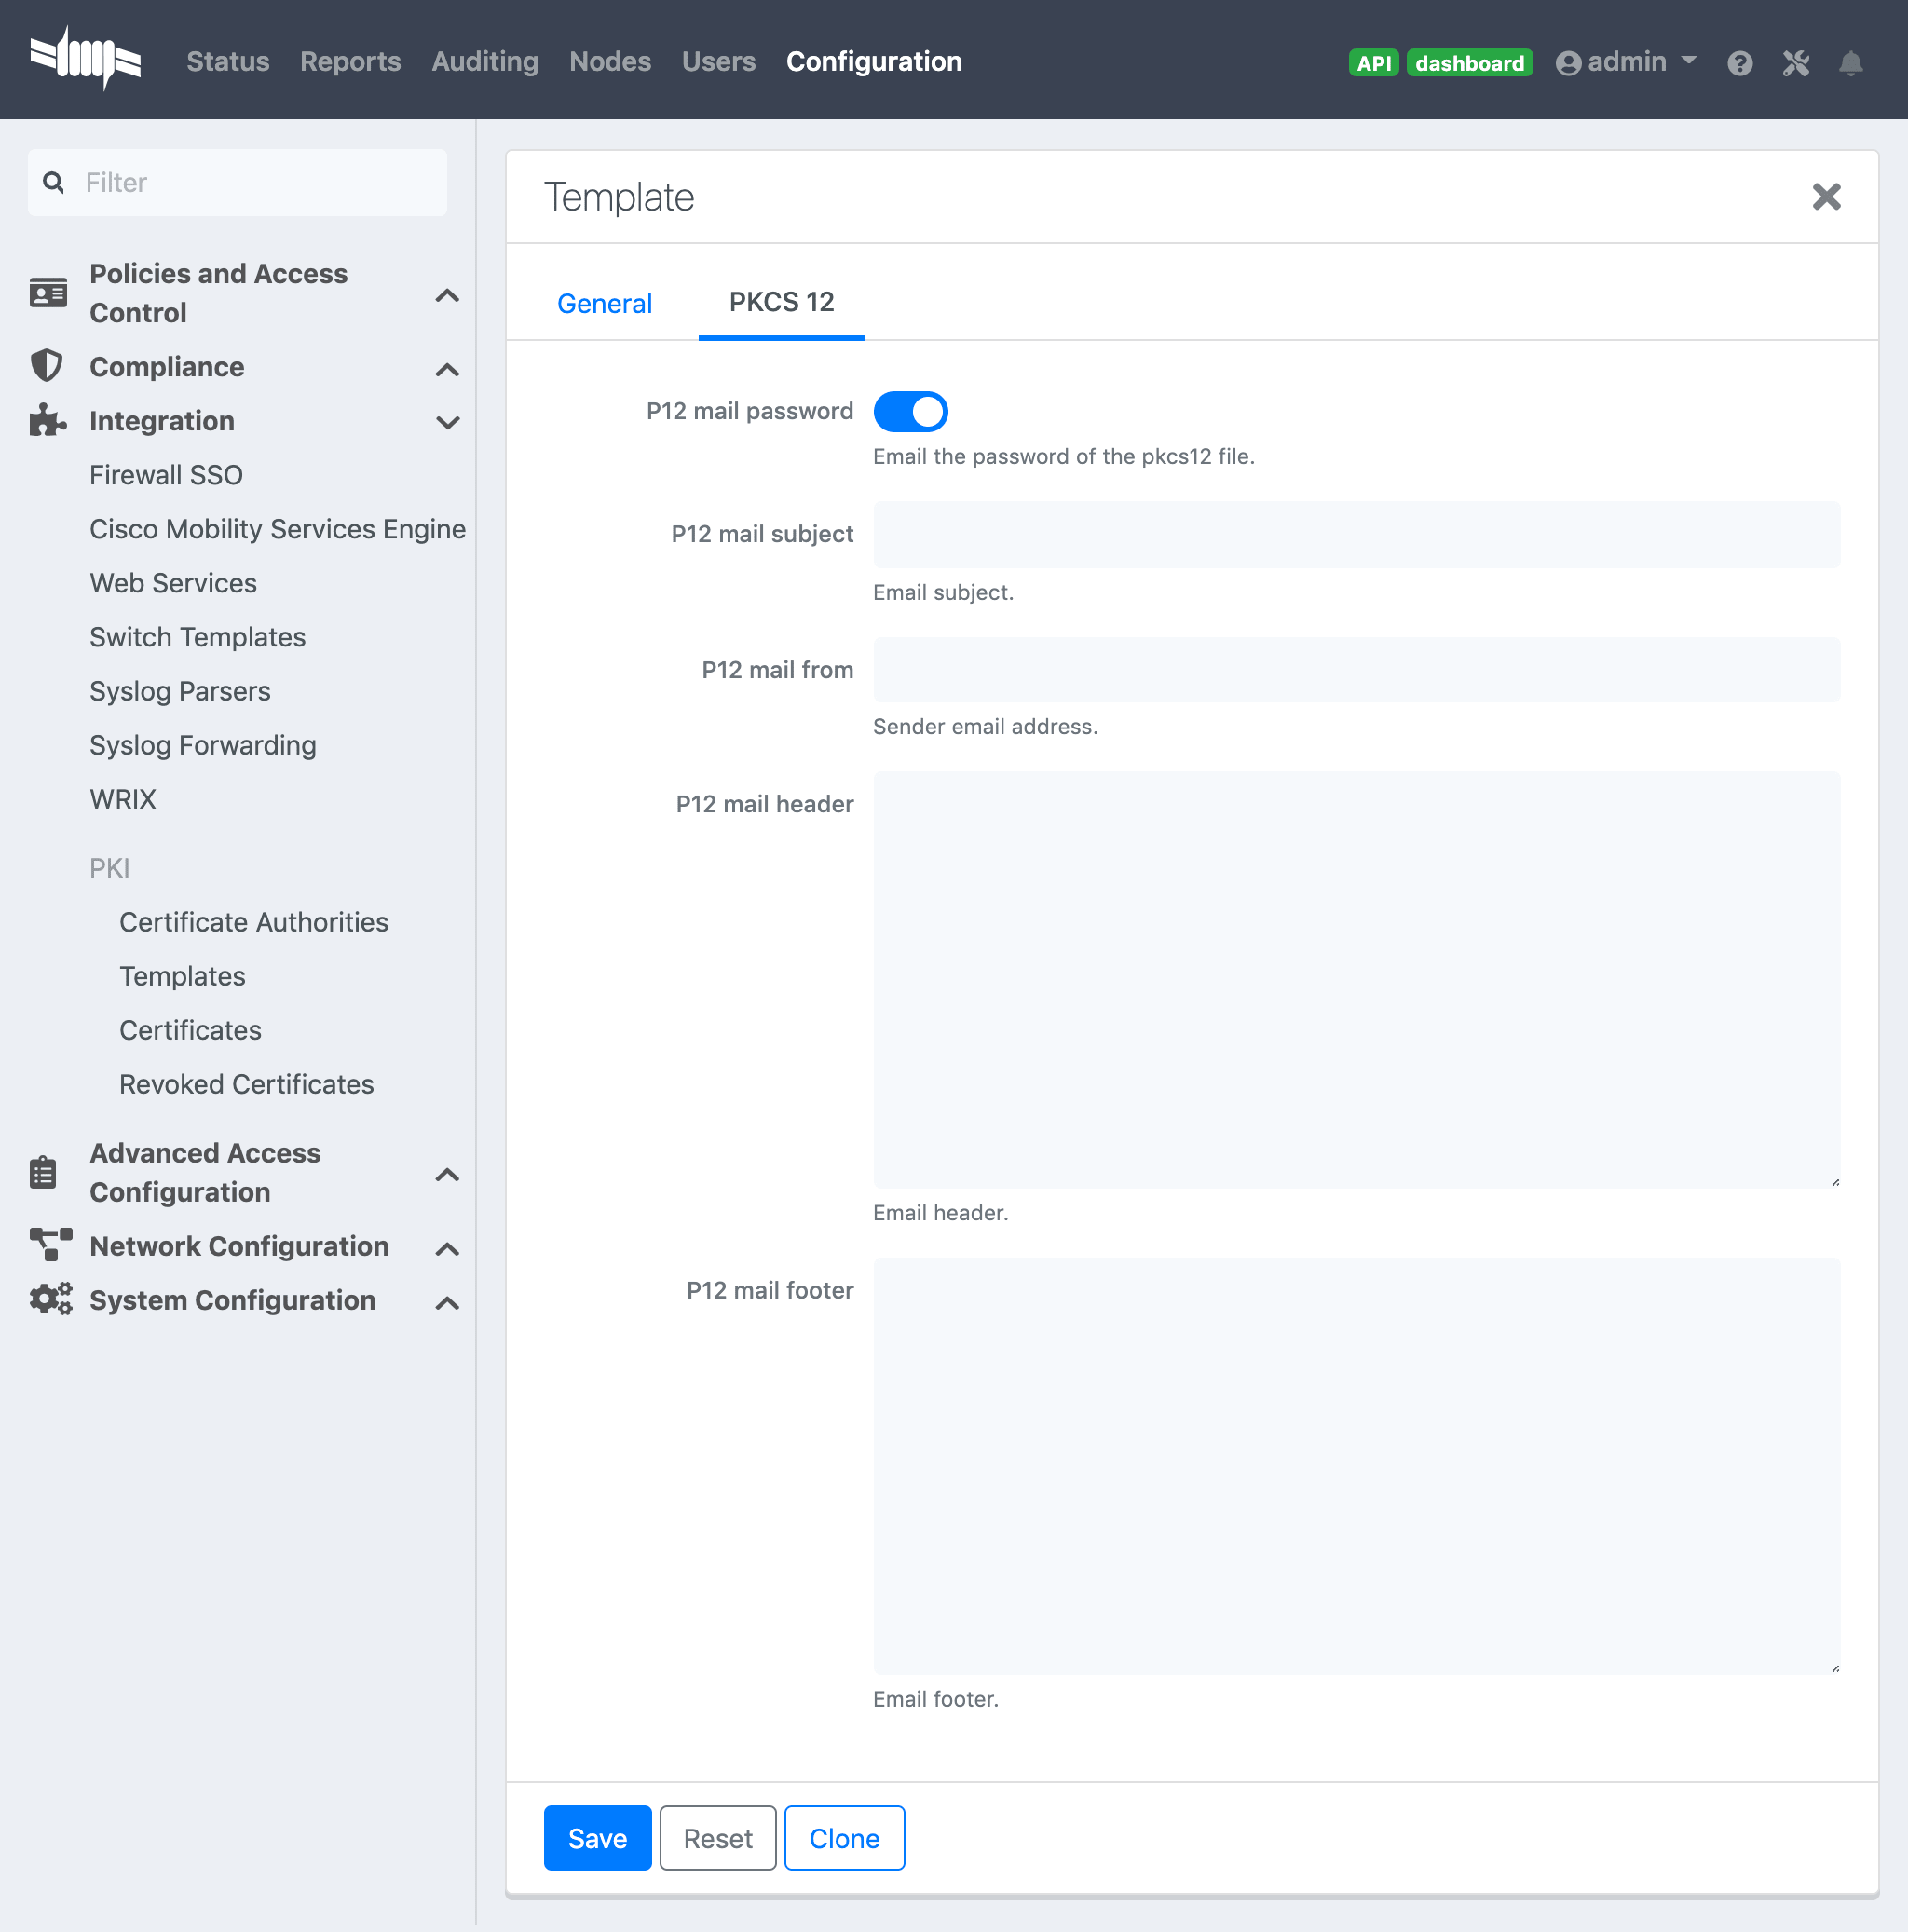 Status Reports Auditing Nodes Users Configuration API dashboard admin
Filter
Policies and Access
Control
Compliance
Integration
Firewall SSO
Cisco Mobility Services Engine
Web Services
Switch Templates
Syslog Parsers
Syslog Forwarding
WRIX
PKI
Certificate Authorities
Templates
Certificates
Revoked Certificates
Advanced Access
Configuration
Network Configuration
System Configuration
Template
General PKCS 12
P12 mail password
Email the password of the pkcs12 file.
P12 mail subject
Email subject.
P12 mail from
Sender email address.
P12 mail header
Email header.
P12 mail footer
Email footer.
Save Reset Clone